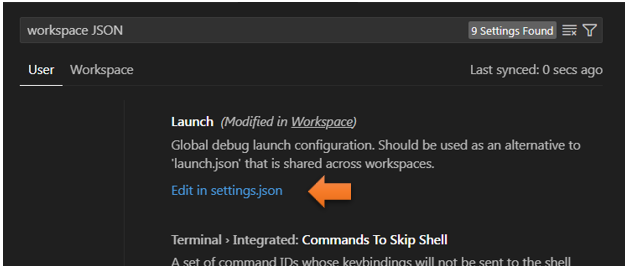 workspace JSON
9 Settings Found
User Workspace
Last synced: 0 secs ago
Launch (Modified in Workspace)
Global debug launch configuration. Should be used as an alternative to
'launch.json' that is shared across workspaces.
Edit in settings.json
Terminal › Integrated: Commands To Skip Shell
A set of command IDs whose keybindings will not be sent to the shell